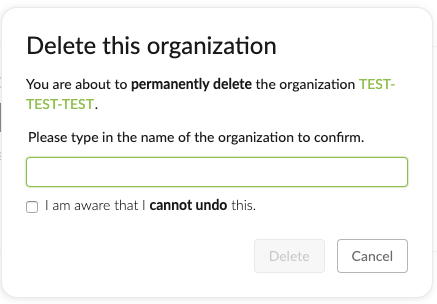 Delete this organization
You are about to permanently delete the organization TEST-
TEST-TEST.
Please type in the name of the organization to confirm.
I am aware that I cannot undo this.
Delete
Cancel